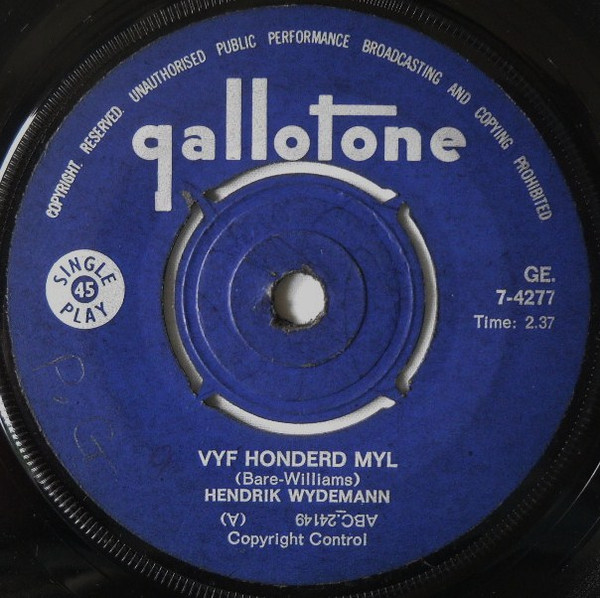 COPYRIGHT. RESERVED. UNAUTHORISED PUBLIC PERFORMANCE BROADCASTING AND COPYING PROHIBITED
gallotone
SINGLE
45
PLAY
GE.
7-4277
Time: 2.37
P.G
VYF HONDERD MYL
(Bare-Williams)
HENDRIK WYDEMANN
ABC.24149 (A)
Copyright Control